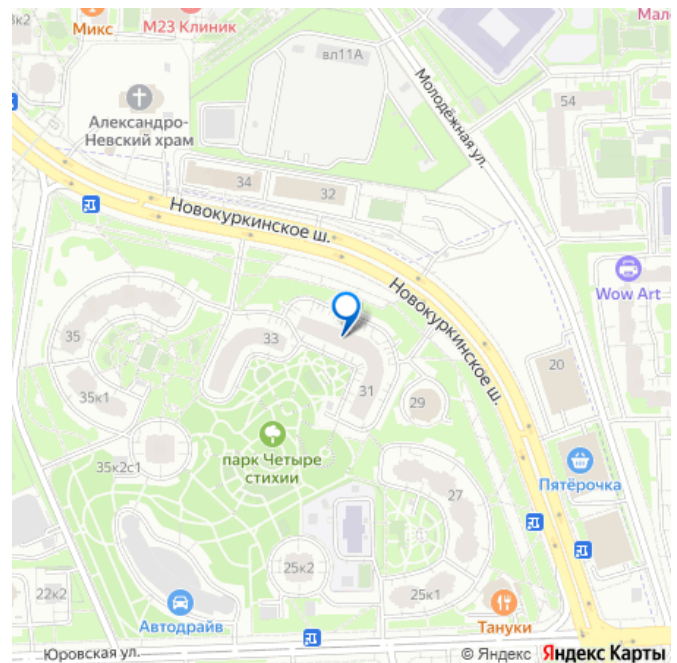 3к2
Микс
М23 Клиник
вл11А
Мал
Молодёжная ул.
54
Александро-
Невский храм
34
32
Новокуркинское ш.
Wow Art
Новокуркинское ш.
35
33
31
35к1
29
20
парк Четыре
стихии
35к2с1
Пятёрочка
27
25к2
22к2
25к1
Автодрайв
Тануки
Юровская ул.
© Яндекс Яндекс Карты